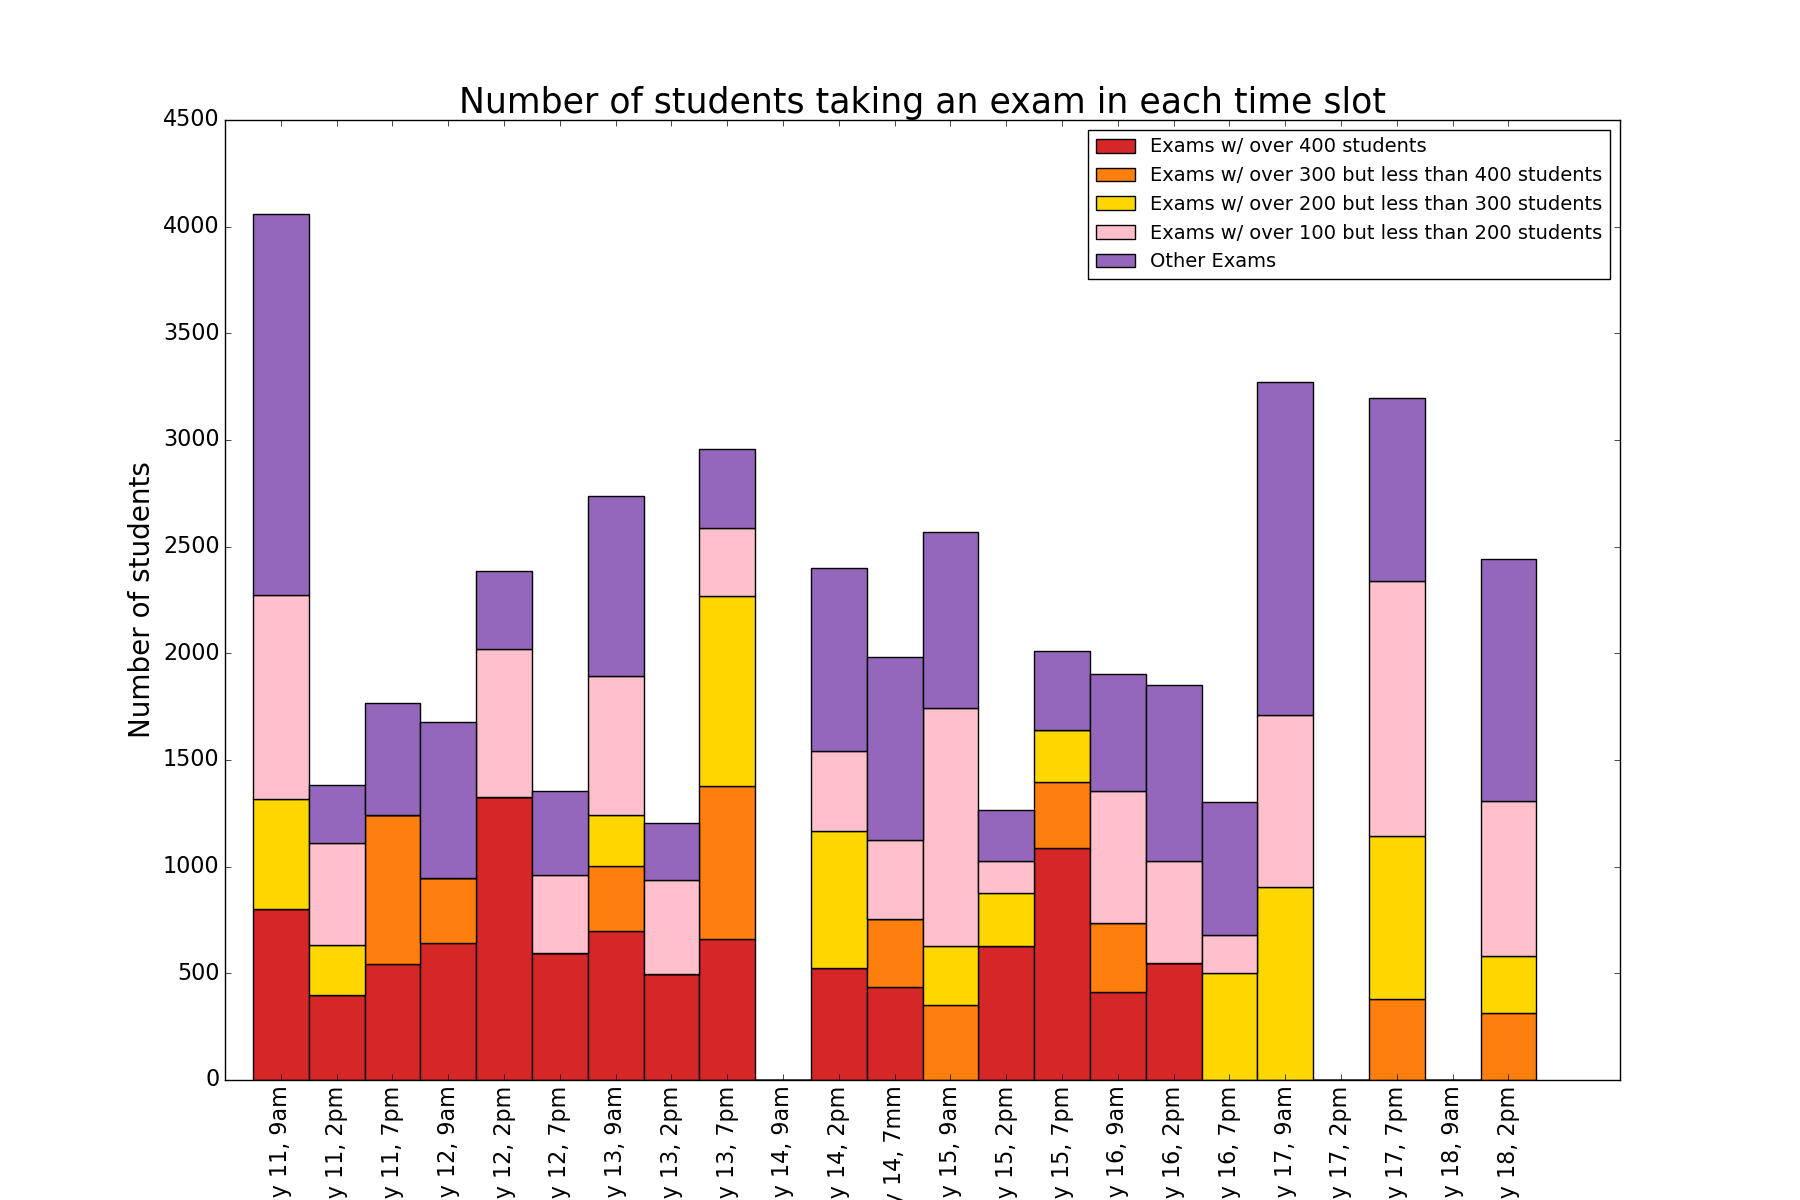 Number of students taking an exam in each time slot
Exams w/ over 400 students
Exams w/ over 300 but less than 400 students
Exams w/ over 200 but less than 300 students
Exams w/ over 100 but less than 200 students
Other Exams
Number of students
4500
4000
3500
3000
2500
2000
1500
1000
500
0
y 11, 9am
y 11, 2pm
y 11, 7pm
y 12, 9am
y 12, 2pm
y 12, 7pm
y 13, 9am
y 13, 2pm
y 13, 7pm
y 14, 9am
y 14, 2pm
y 14, 7mm
y 15, 9am
y 15, 2pm
y 15, 7pm
y 16, 9am
y 16, 2pm
y 16, 7pm
y 17, 9am
y 17, 2pm
y 17, 7pm
y 18, 9am
y 18, 2pm